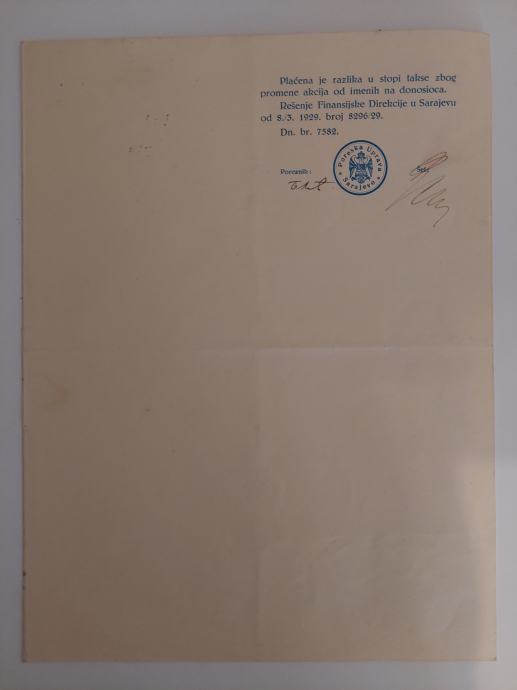 Plaćena je razlika u stopi takse zbog
promene akcija od imenih na donosioca.
Rešenje Finansijske Direkcije u Sarajevu
od 8./3. 1929. broj 8296/29.
Dn. br. 7582.
Poreska Uprava
Sarajevo
Poreznik:
Šef: